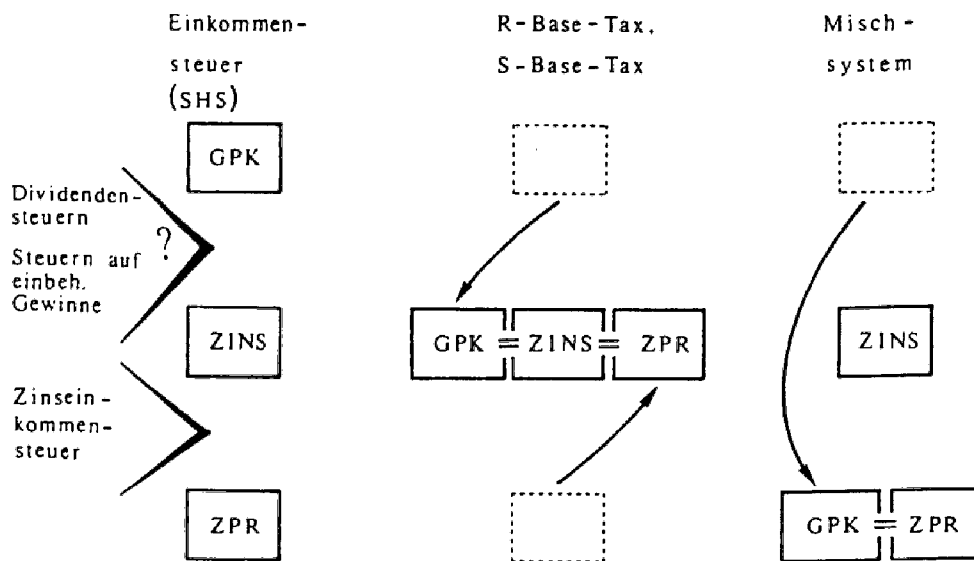 Einkommen-
steuer
(SHS)
R-Base-Tax,
S-Base-Tax
Misch-
system
GPK
Dividenden-
steuern
?
Steuern auf
einbeh.
Gewinne
ZINS
GPK = ZINS = ZPR
ZINS
Zinsein-
kommen-
steuer
ZPR
GPK = ZPR